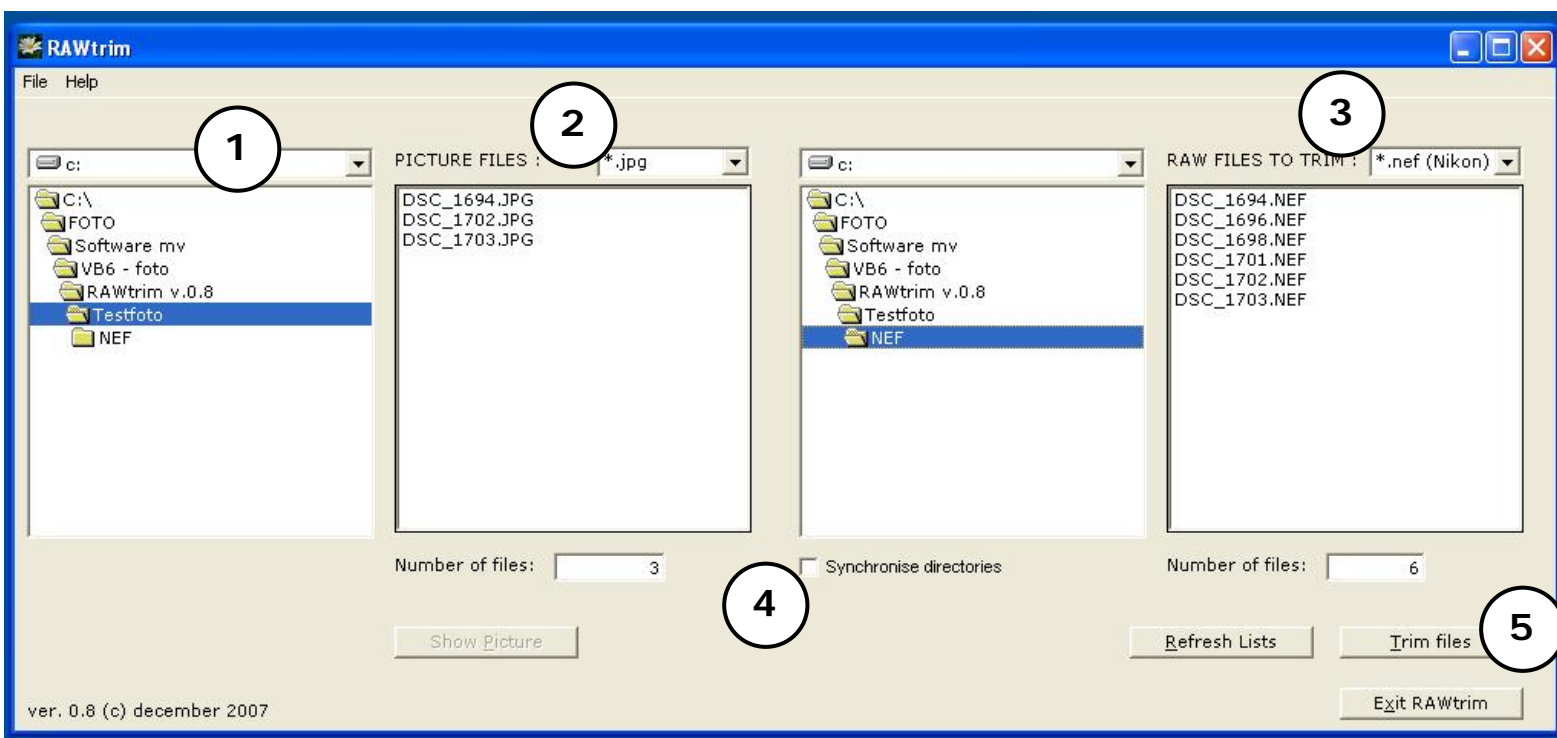 RAWtrim
File Help
1
2
3
c:
PICTURE FILES :
*.jpg
c:
RAW FILES TO TRIM :
*.nef (Nikon)
C:\
FOTO
Software mv
VB6 - foto
RAWtrim v.0.8
Testfoto
NEF
DSC_1694.JPG
DSC_1702.JPG
DSC_1703.JPG
C:\
FOTO
Software mv
VB6 - foto
RAWtrim v.0.8
Testfoto
NEF
DSC_1694.NEF
DSC_1696.NEF
DSC_1698.NEF
DSC_1701.NEF
DSC_1702.NEF
DSC_1703.NEF
Number of files: 3
4
Synchronise directories
Number of files: 6
Show Picture
Refresh Lists
Trim files
5
ver. 0.8 (c) december 2007
Exit RAWtrim